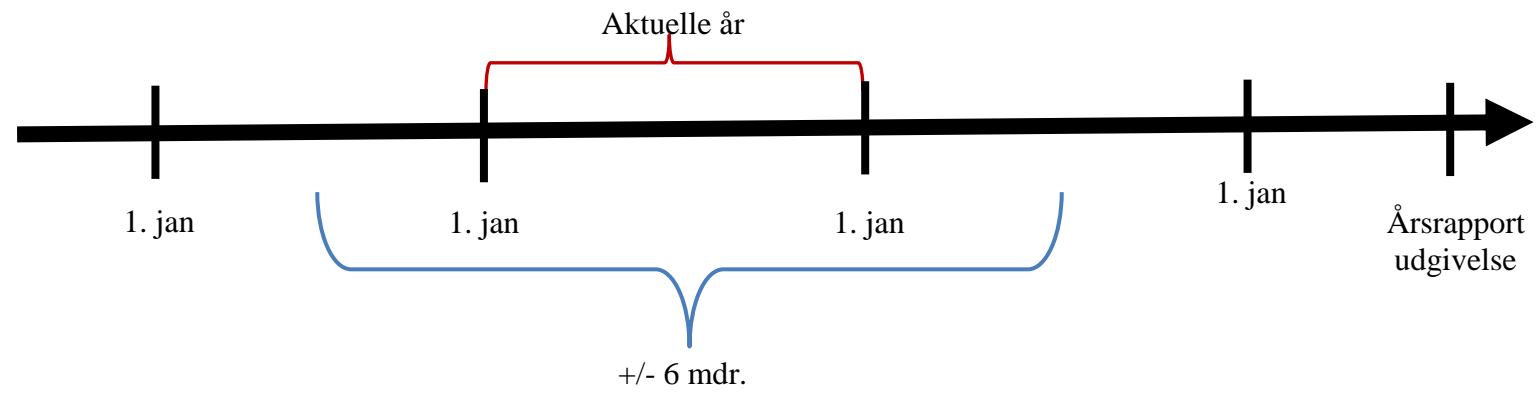 Aktuelle år
1. jan
1. jan
1. jan
1. jan
Årsrapport
udgivelse
+/- 6 mdr.